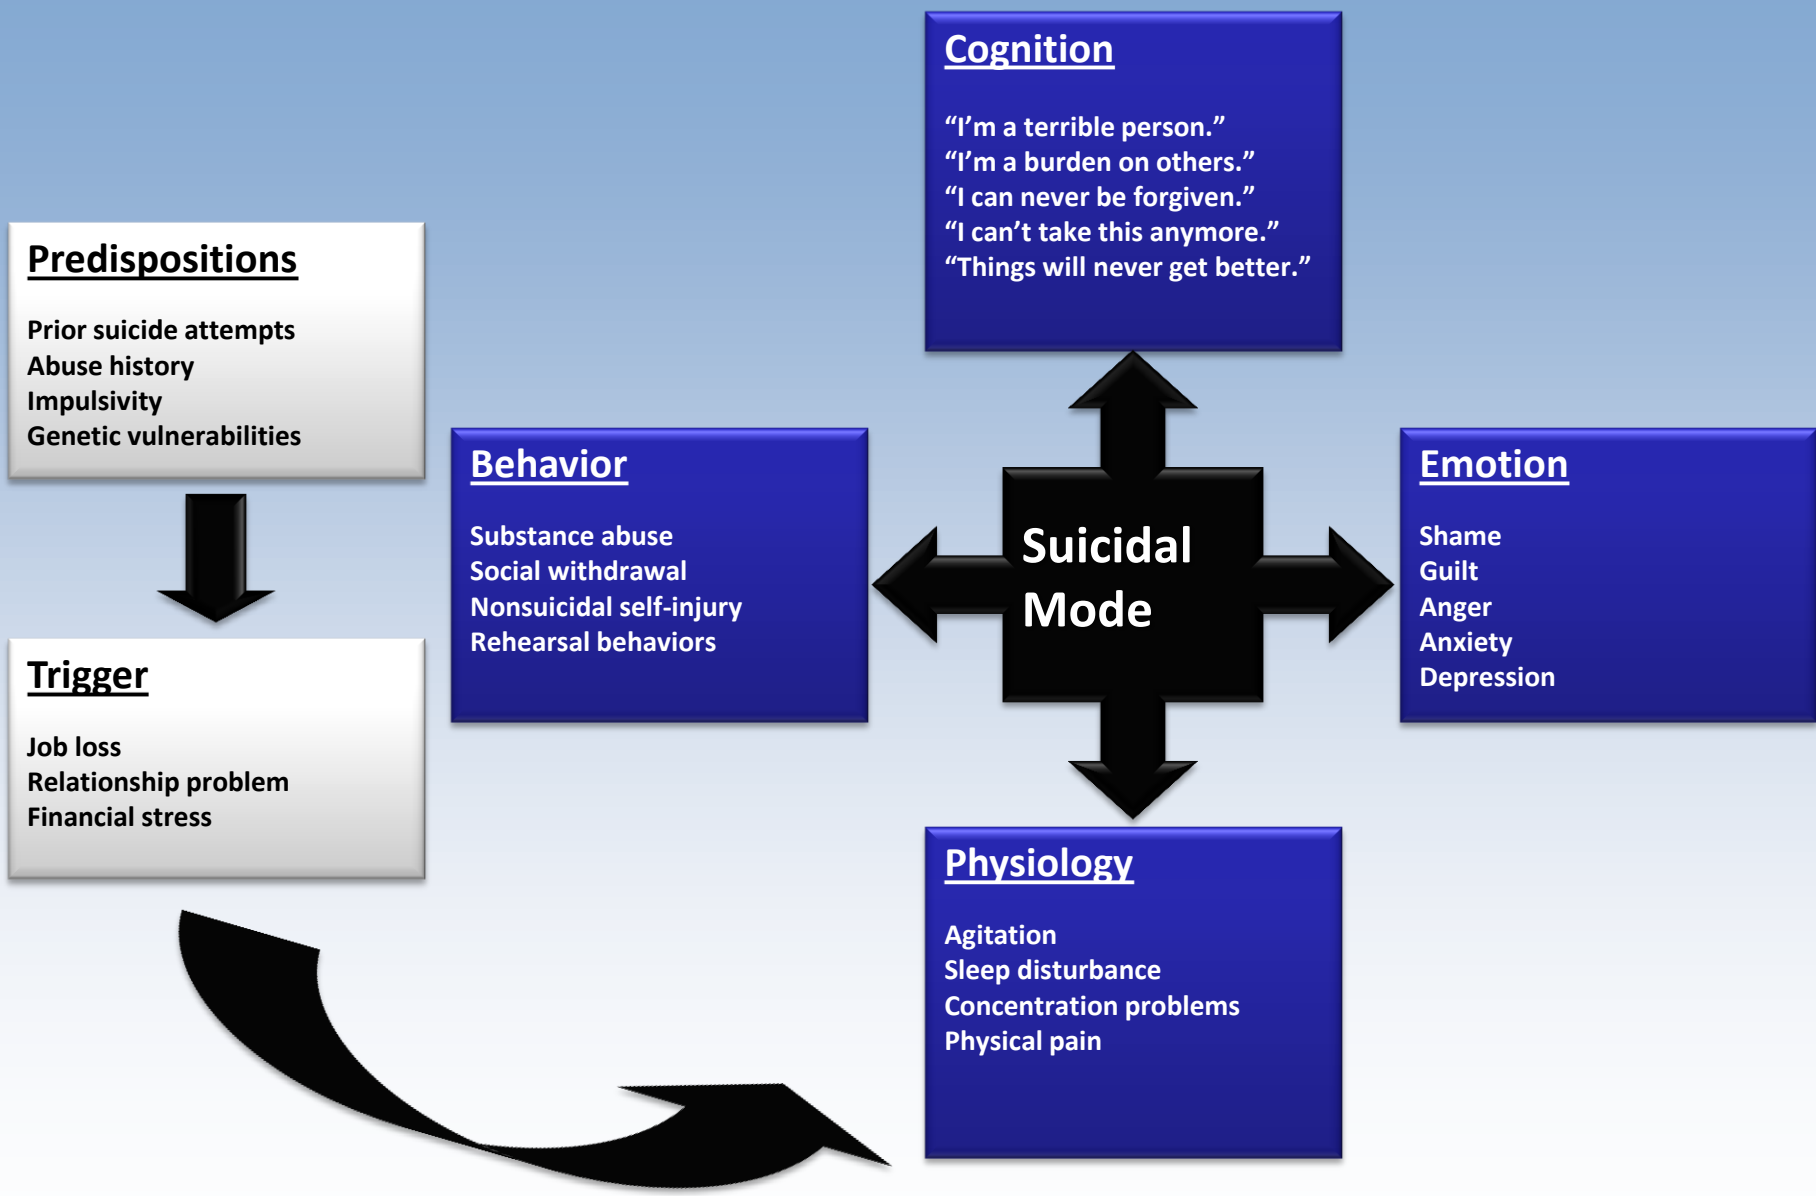 Predispositions
Prior suicide attempts
Abuse history
Impulsivity
Genetic vulnerabilities
Trigger
Job loss
Relationship problem
Financial stress
Behavior
Substance abuse
Social withdrawal
Nonsuicidal self-injury
Rehearsal behaviors
Cognition
“I’m a terrible person.”
“I’m a burden on others.”
“I can never be forgiven.”
“I can’t take this anymore.”
“Things will never get better.”
Suicidal
Mode
Emotion
Shame
Guilt
Anger
Anxiety
Depression
Physiology
Agitation
Sleep disturbance
Concentration problems
Physical pain